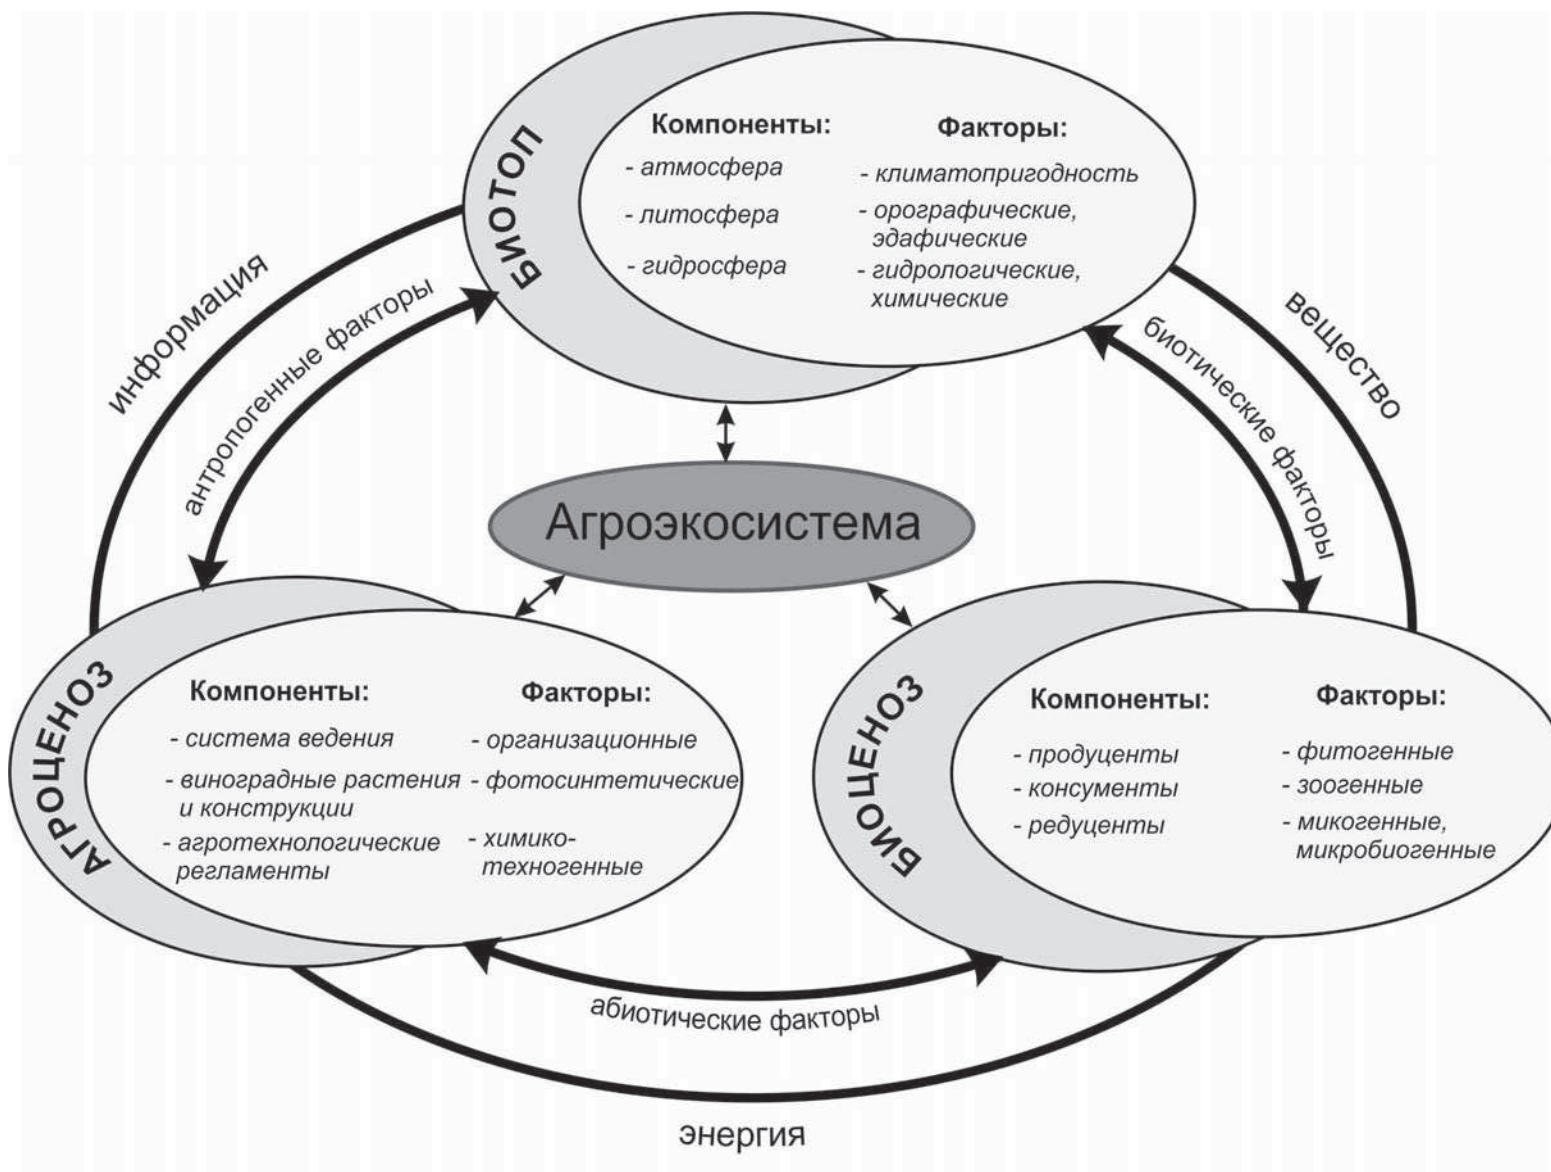 БИОТОП
Компоненты:
- атмосфера
- литосфера
- гидросфера
Факторы:
- климатопригодность
- орографические,
эдафические
- гидрологические,
химические
информация
антропогенные факторы
вещество
биотические факторы
Агроэкосистема
АГРОЦЕНОЗ
Компоненты:
- система ведения
- виноградные растения
и конструкции
- агротехнологические
регламенты
Факторы:
- организационные
- фотосинтетические
- химико-
техногенные
БИОЦЕНОЗ
Компоненты:
- продуценты
- консументы
- редуценты
Факторы:
- фитогенные
- зоогенные
- микогенные,
микробиогенные
абиотические факторы
энергия